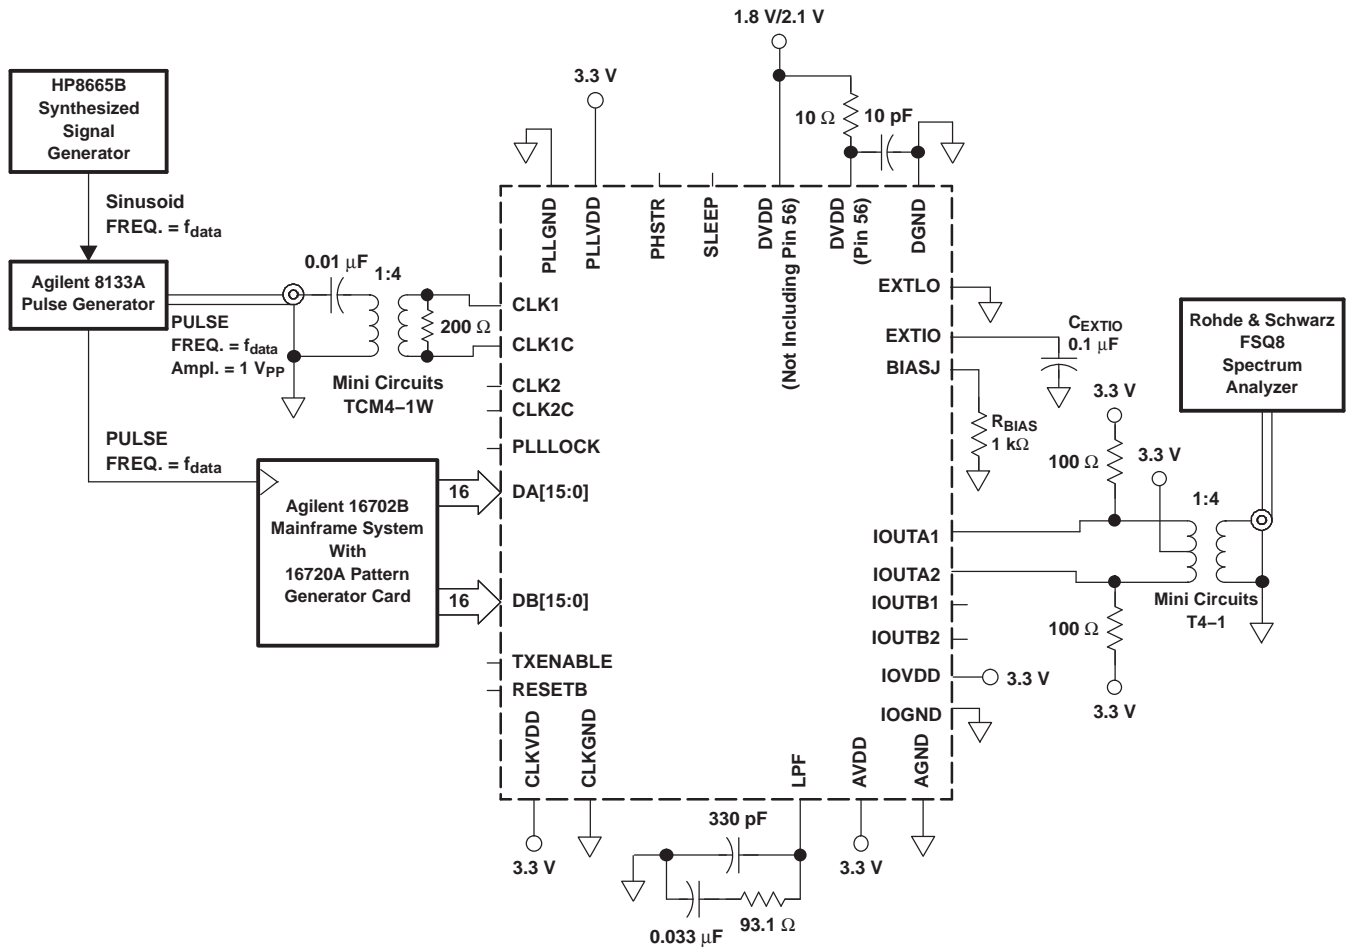 1.8 V/2.1 V
HP8665B
Synthesized
Signal
Generator
3.3 V
10 Ω
10 pF
Sinusoid
FREQ. = fdata
PLLGND
PLLVDD
PHSTR
SLEEP
DVDD
(Not Including Pin 56)
DVDD
(Pin 56)
DGND
Agilent 8133A
Pulse Generator
0.01 µF
1:4
CLK1
200 Ω
CLK1C
PULSE
FREQ. = fdata
Ampl. = 1 VPP
Mini Circuits
TCM4−1W
CLK2
CLK2C
PLLLOCK
EXTLO
EXTIO
BIASJ
CEXTIO
0.1 µF
RBIAS
1 kΩ
Rohde & Schwarz
FSQ8
Spectrum
Analyzer
3.3 V
100 Ω
3.3 V
1:4
PULSE
FREQ. = fdata
Agilent 16702B
Mainframe System
With
16720A Pattern
Generator Card
16
DA[15:0]
16
DB[15:0]
IOUTA1
IOUTA2
IOUTB1
IOUTB2
Mini Circuits
T4−1
100 Ω
3.3 V
TXENABLE
RESETB
IOVDD
3.3 V
IOGND
CLKVDD
CLKGND
LPF
AVDD
AGND
3.3 V
330 pF
3.3 V
0.033 µF
93.1 Ω